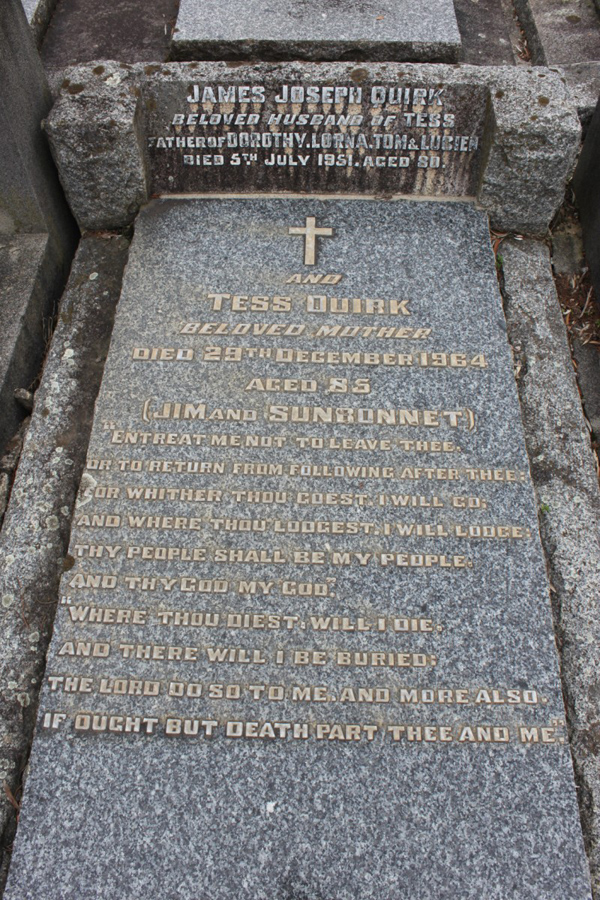 JAMES JOSEPH QUIRK
BELOVED HUSBAND OF TESS
FATHER OF DOROTHY, LORNA, TOM & LUCIEN
DIED 5TH JULY 1951, AGED 80.
AND
TESS QUIRK
BELOVED MOTHER
DIED 29TH DECEMBER 1964
AGED 85
(JIM AND SUNBONNET)
"ENTREAT ME NOT TO LEAVE THEE,
OR TO RETURN FROM FOLLOWING AFTER THEE:
FOR WHITHER THOU GOEST, I WILL GO;
AND WHERE THOU LODGEST, I WILL LODGE:
THY PEOPLE SHALL BE MY PEOPLE,
AND THY GOD MY GOD."
"WHERE THOU DIEST, WILL I DIE,
AND THERE WILL I BE BURIED:
THE LORD DO SO TO ME, AND MORE ALSO,
IF OUGHT BUT DEATH PART THEE AND ME"